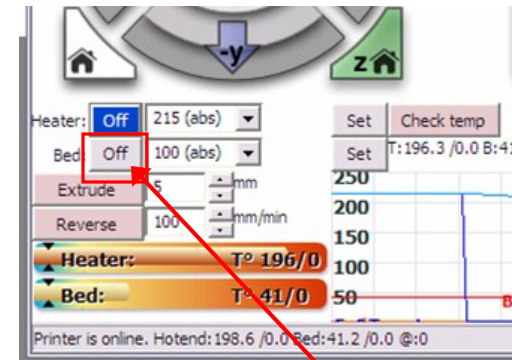 -y
z
Heater: Off 215 (abs) Set Check temp
Bed: Off 100 (abs) Set T:196.3 /0.0 B:41
Extrude 5 mm
Reverse 100 mm/min
250
200
150
100
50
Heater: T° 196/0
Bed: T° 41/0
Printer is online. Hotend:198.6 /0.0 Bed:41.2 /0.0 @:0